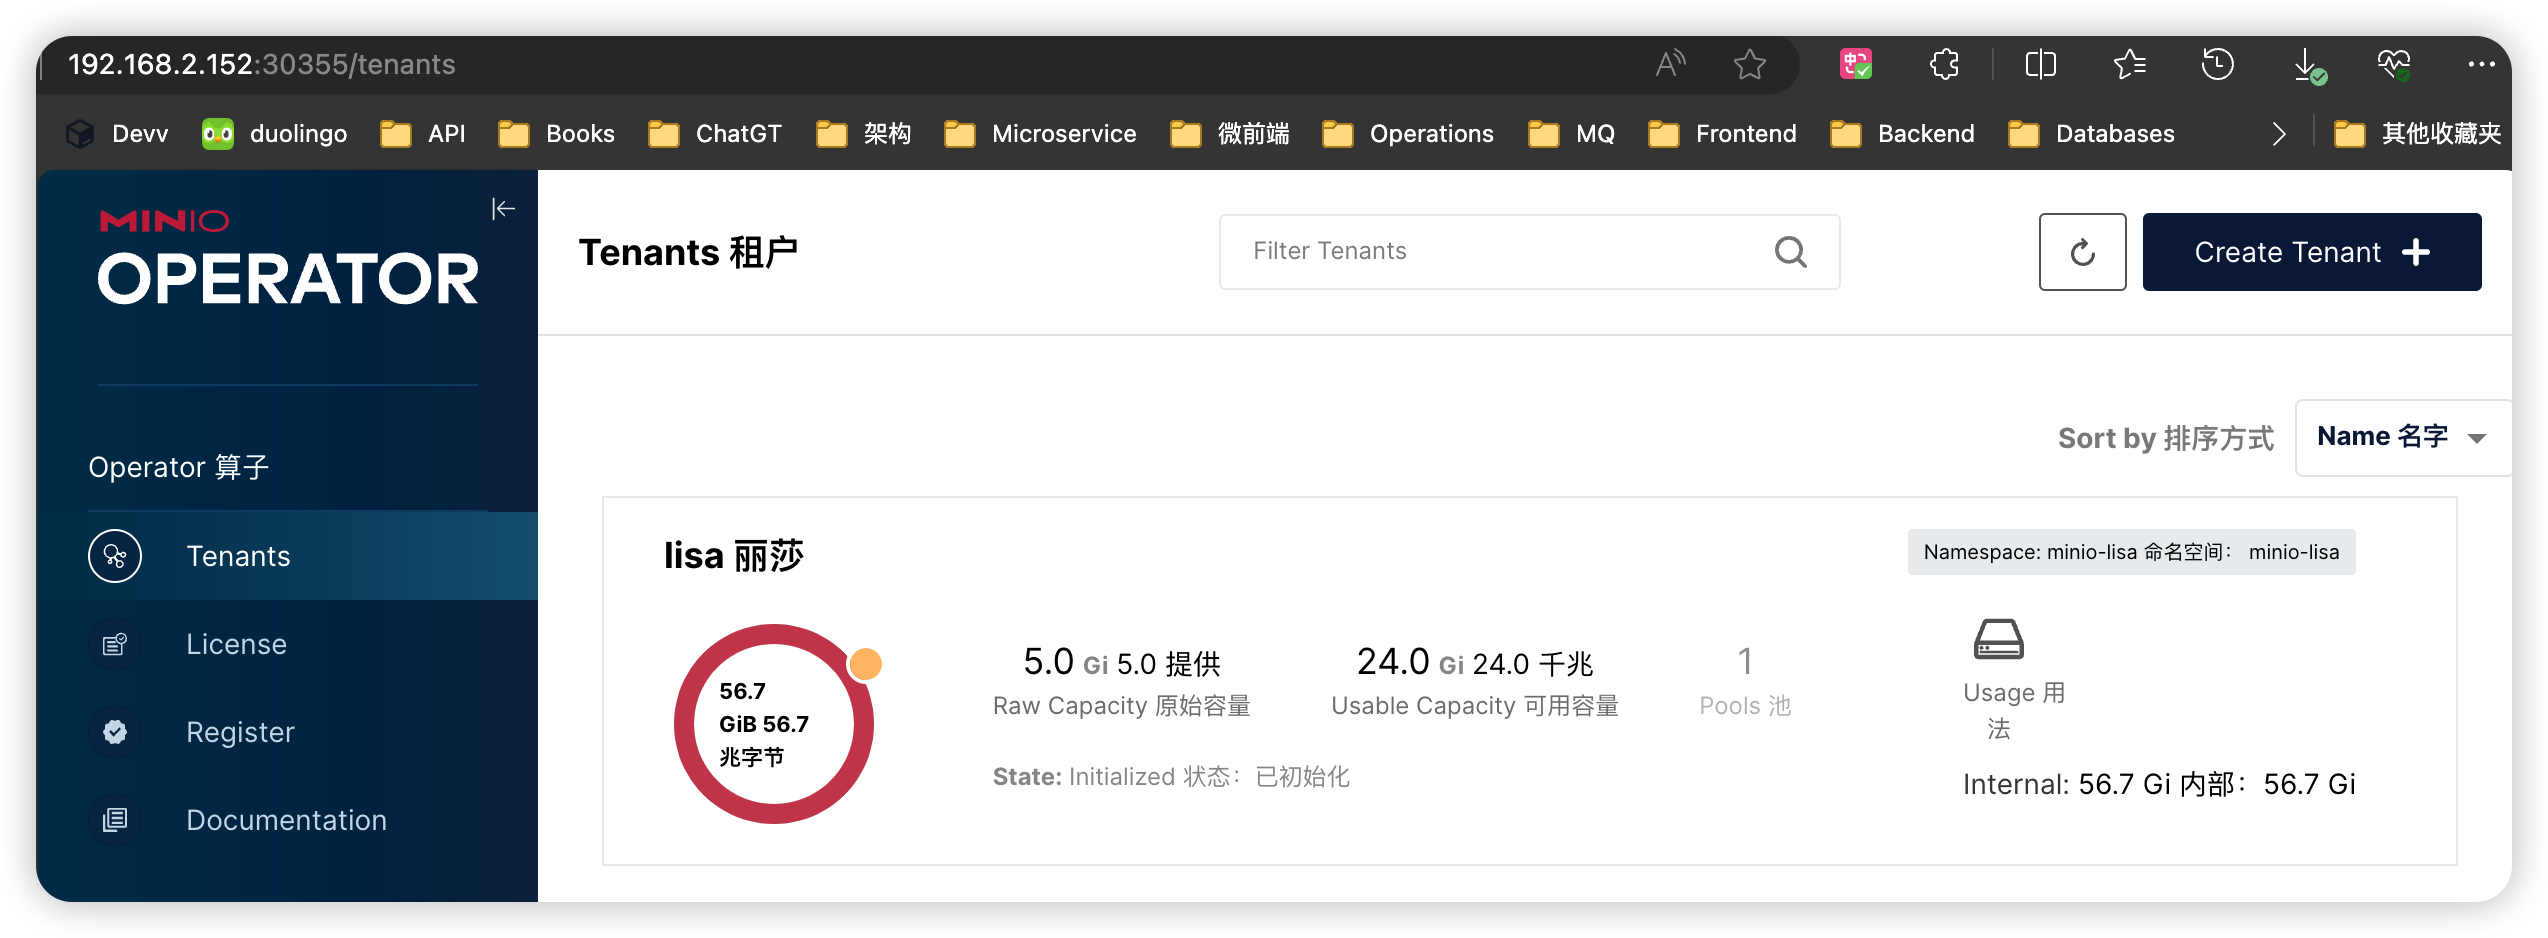 192.168.2.152:30355/tenants
Devv duolingo API Books ChatGT 架构 Microservice 微前端 Operations MQ Frontend Backend Databases 其他收藏夹
MINIO
OPERATOR
Tenants 租户
Filter Tenants
Create Tenant
Sort by 排序方式
Name 名字
Operator 算子
Tenants
License
Register
Documentation
lisa 丽莎
Namespace: minio-lisa 命名空间： minio-lisa
56.7
GiB 56.7
兆字节
5.0 Gi 5.0 提供
Raw Capacity 原始容量
24.0 Gi 24.0 千兆
Usable Capacity 可用容量
1
Pools 池
State: Initialized 状态：已初始化
Usage 用
法
Internal: 56.7 Gi 内部：56.7 Gi